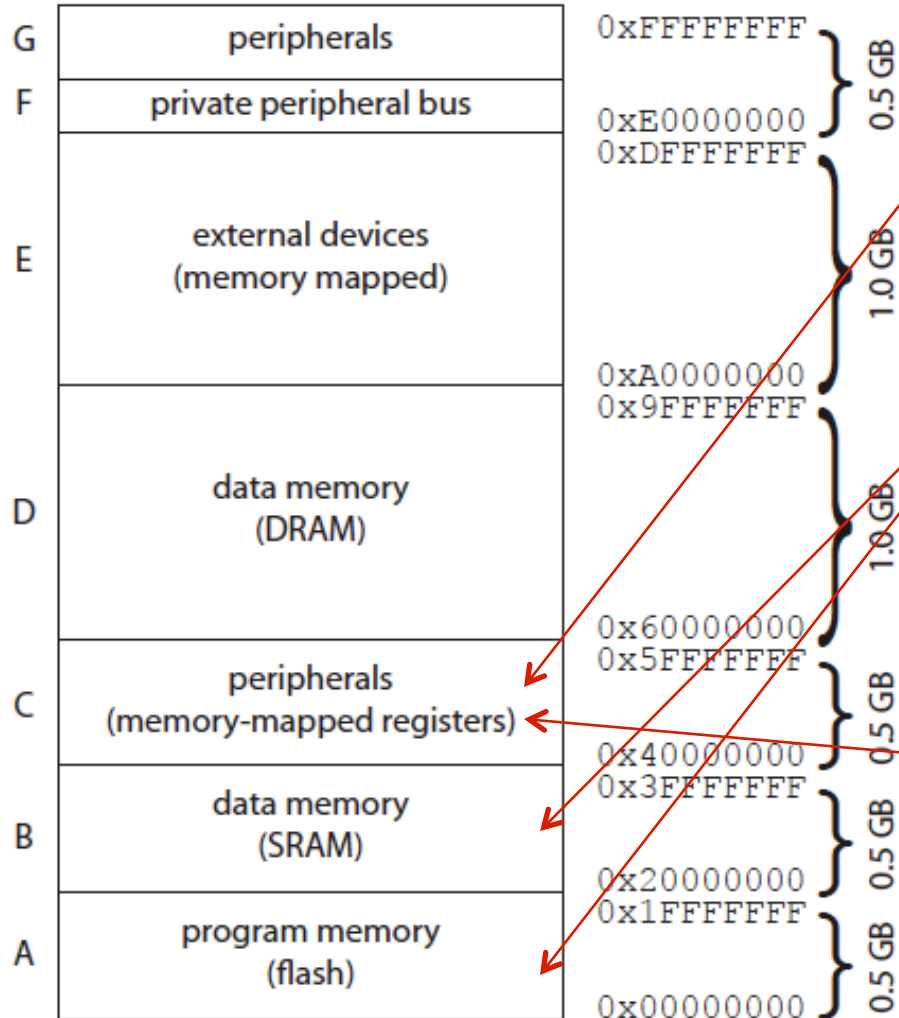 G
peripherals
0xFFFFFFFF
0.5 GB
F
private peripheral bus
0xE0000000
0xDFFFFFFF
E
external devices
(memory mapped)
1.0 GB
0xA0000000
0x9FFFFFFF
D
data memory
(DRAM)
1.0 GB
0x60000000
0x5FFFFFFF
C
peripherals
(memory-mapped registers)
0.5 GB
0x40000000
0x3FFFFFFF
B
data memory
(SRAM)
0.5 GB
0x20000000
0x1FFFFFFF
A
program memory
(flash)
0.5 GB
0x00000000